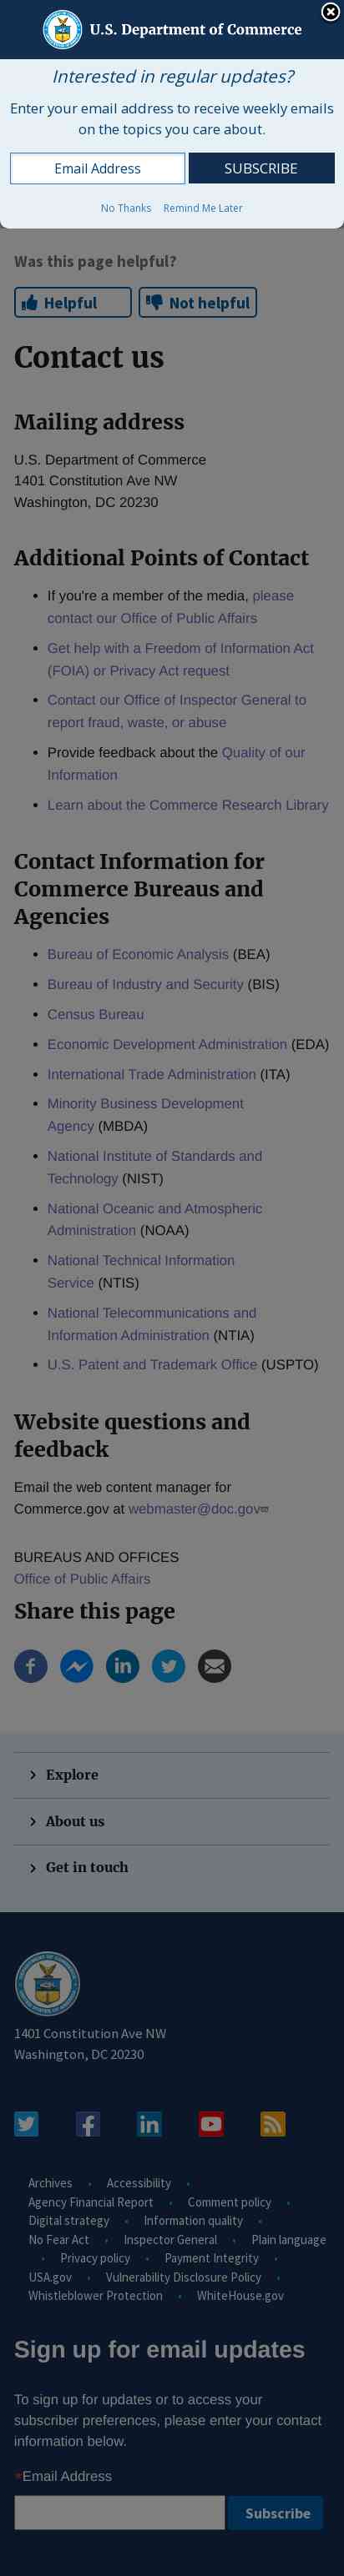 U.S. Department of Commerce
Interested in regular updates?
Enter your email address to receive weekly emails
on the topics you care about.
Email Address
SUBSCRIBE
No Thanks Remind Me Later
Was this page helpful?
Helpful
Not helpful
Contact us
Mailing address
U.S. Department of Commerce
1401 Constitution Ave NW
Washington, DC 20230
Additional Points of Contact
If you're a member of the media, please
contact our Office of Public Affairs
Get help with a Freedom of Information Act
(FOIA) or Privacy Act request
Contact our Office of Inspector General to
report fraud, waste, or abuse
Provide feedback about the Quality of our
Information
Learn about the Commerce Research Library
Contact Information for
Commerce Bureaus and
Agencies
Bureau of Economic Analysis (BEA)
Bureau of Industry and Security (BIS)
Census Bureau
Economic Development Administration (EDA)
International Trade Administration (ITA)
Minority Business Development
Agency (MBDA)
National Institute of Standards and
Technology (NIST)
National Oceanic and Atmospheric
Administration (NOAA)
National Technical Information
Service (NTIS)
National Telecommunications and
Information Administration (NTIA)
U.S. Patent and Trademark Office (USPTO)
Website questions and
feedback
Email the web content manager for
Commerce.gov at webmaster@doc.gov
BUREAUS AND OFFICES
Office of Public Affairs
Share this page
Explore
About us
Get in touch
1401 Constitution Ave NW
Washington, DC 20230
Archives • Accessibility •
Agency Financial Report • Comment policy •
Digital strategy • Information quality •
No Fear Act • Inspector General • Plain language
• Privacy policy • Payment Integrity •
USA.gov • Vulnerability Disclosure Policy •
Whistleblower Protection • WhiteHouse.gov
Sign up for email updates
To sign up for updates or to access your
subscriber preferences, please enter your contact
information below.
*Email Address
Subscribe